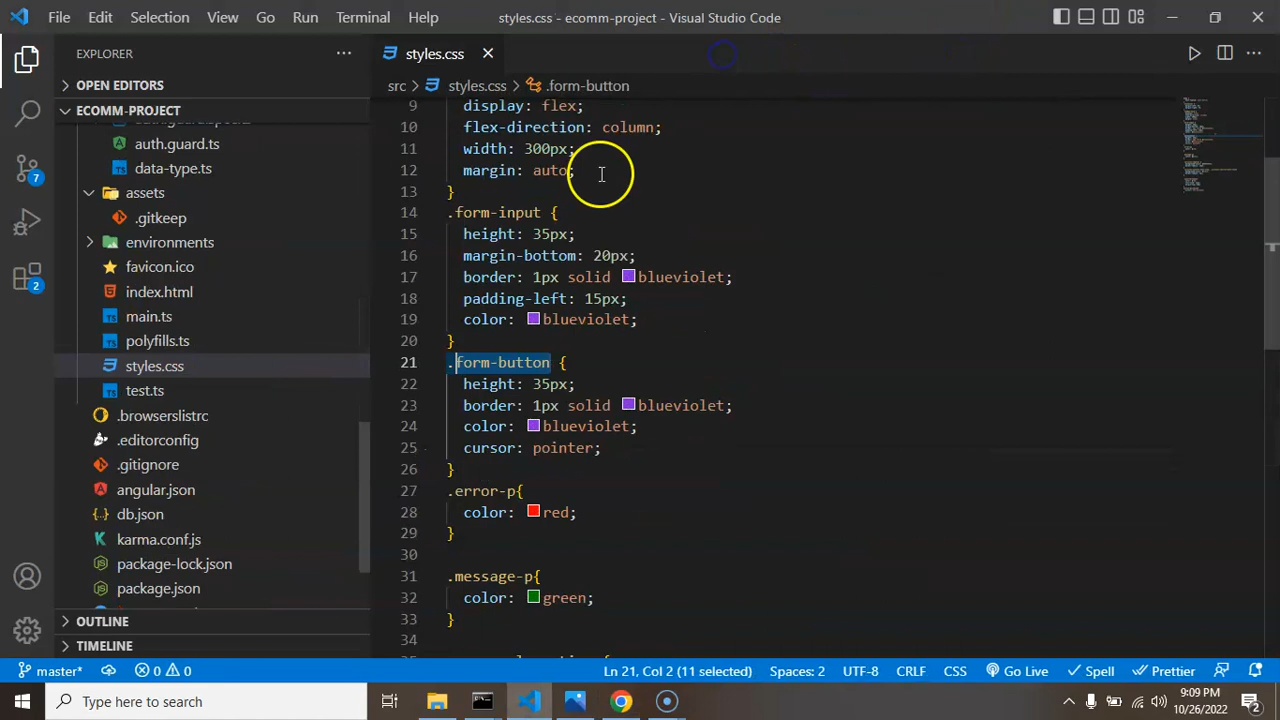 File Edit Selection View Go Run Terminal Help styles.css - ecomm-project - Visual Studio Code
EXPLORER
OPEN EDITORS
ECOMM-PROJECT
auth.guard.ts
data-type.ts
assets
.gitkeep
environments
favicon.ico
index.html
main.ts
polyfills.ts
styles.css
test.ts
.browserslistrc
.editorconfig
.gitignore
angular.json
db.json
karma.conf.js
package-lock.json
package.json
OUTLINE
TIMELINE
7
2
styles.css
src > styles.css > .form-button
9 display: flex;
10 flex-direction: column;
11 width: 300px;
12 margin: auto;
13 }
14 .form-input {
15 height: 35px;
16 margin-bottom: 20px;
17 border: 1px solid blueviolet;
18 padding-left: 15px;
19 color: blueviolet;
20 }
21 .form-button {
22 height: 35px;
23 border: 1px solid blueviolet;
24 color: blueviolet;
25 cursor: pointer;
26 }
27 .error-p{
28 color: red;
29 }
30
31 .message-p{
32 color: green;
33 }
34
master* 0 0 Ln 21, Col 2 (11 selected) Spaces: 2 UTF-8 CRLF CSS Go Live Spell Prettier
Type here to search
9:09 PM
10/26/2022
2